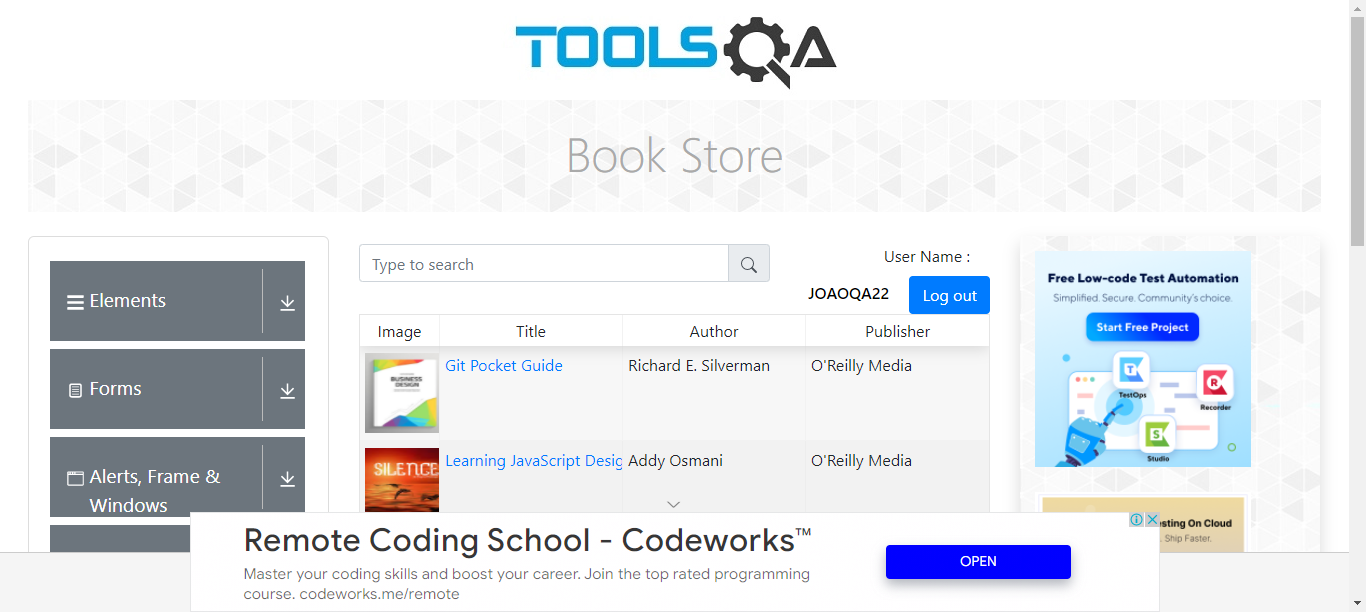 TOOLSQA
Book Store
Elements
Forms
Alerts, Frame &
Windows
Type to search
User Name :
JOAOQA22
Log out
Image Title Author Publisher
BUSINESS
DESIGN
Git Pocket Guide Richard E. Silverman O'Reilly Media
SILENCE
Learning JavaScript Desig Addy Osmani O'Reilly Media
Free Low-code Test Automation
Simplified. Secure. Community's choice.
Start Free Project
TestOps
Recorder
Studio
sting On Cloud
. Ship Faster.
Remote Coding School - Codeworks™
Master your coding skills and boost your career. Join the top rated programming
course. codeworks.me/remote
OPEN